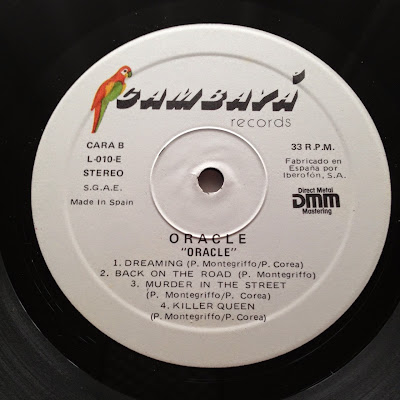 CAMBAYÁ
records
CARA B
L-010-E
STEREO
S.G.A.E.
Made In Spain
33 R.P.M.
Fabricado en
España por
Iberofón, S.A.
Direct Metal
DMM
Mastering
ORACLE
"ORACLE"
1. DREAMING (P. Montegriffo/P. Corea)
2. BACK ON THE ROAD (P. Montegriffo)
3. MURDER IN THE STREET
(P. Montegriffo/P. Corea)
4. KILLER QUEEN
(P. Montegriffo/P. Corea)